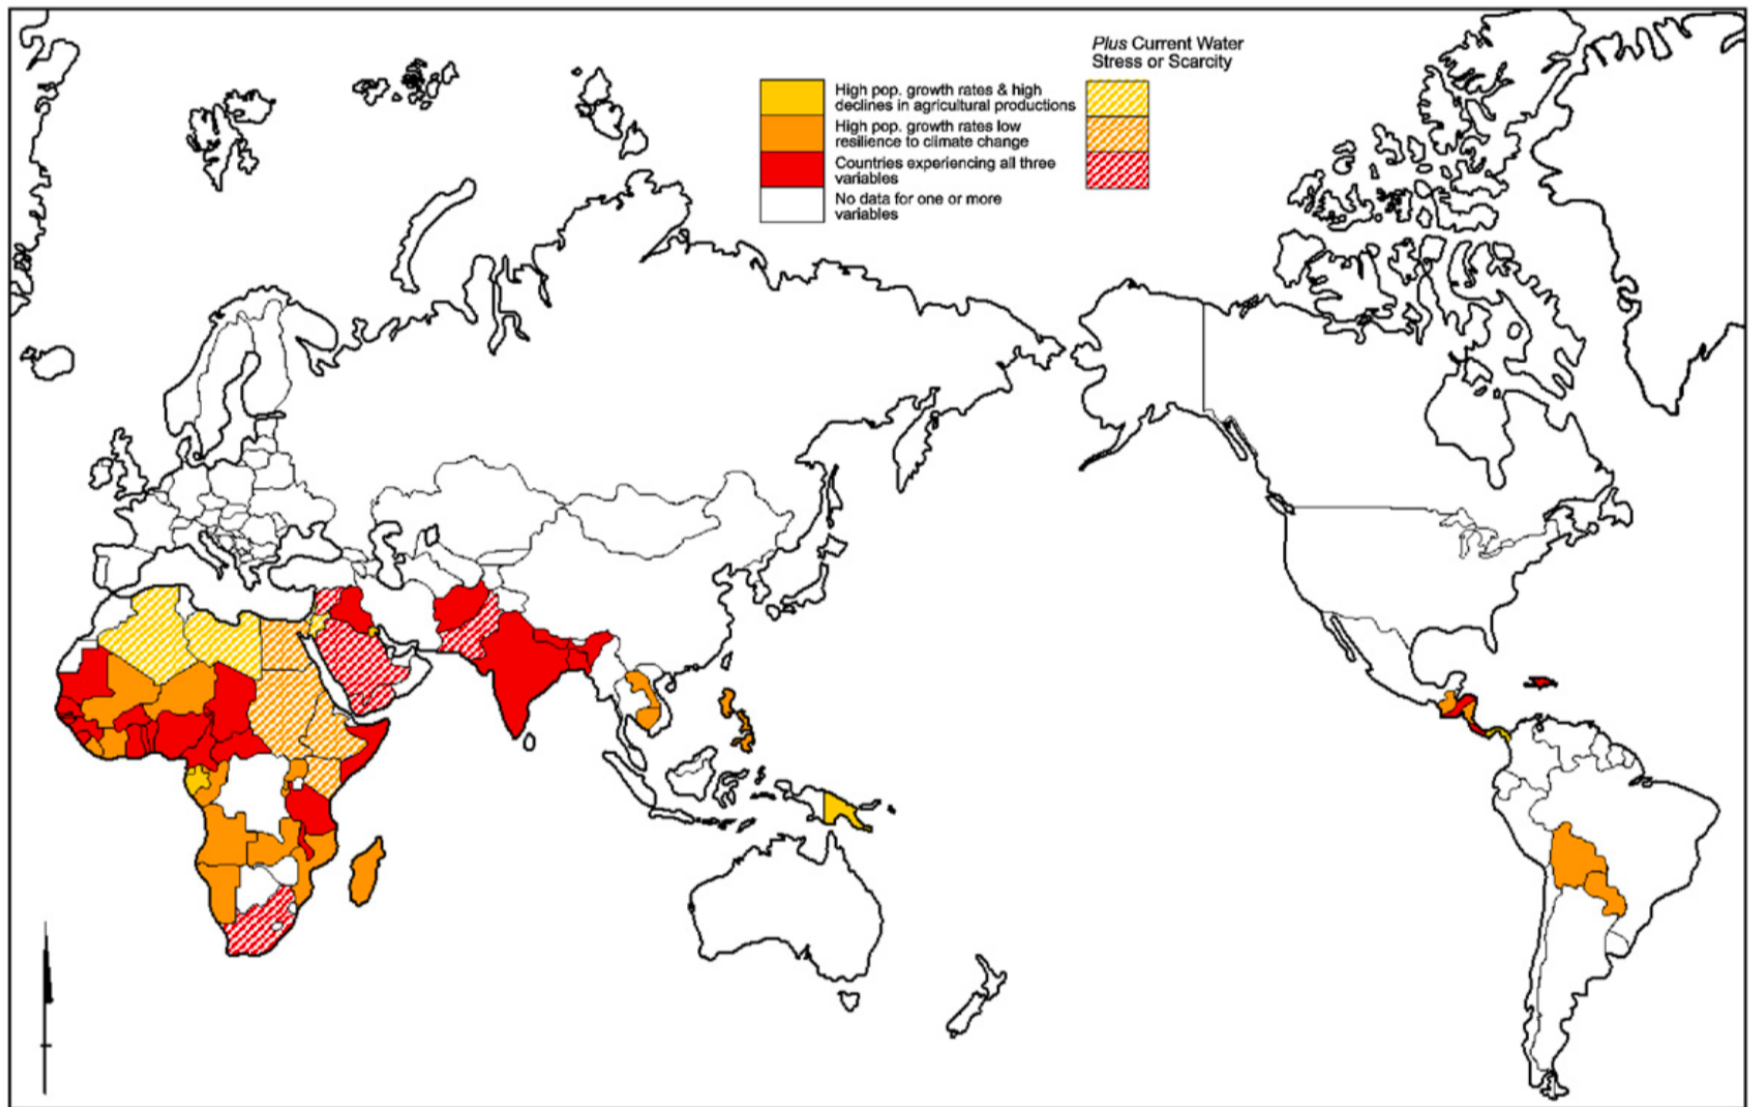 Plus Current Water
Stress or Scarcity
High pop. growth rates & high
declines in agricultural productions
High pop. growth rates low
resilience to climate change
Countries experiencing all three
variables
No data for one or more
variables